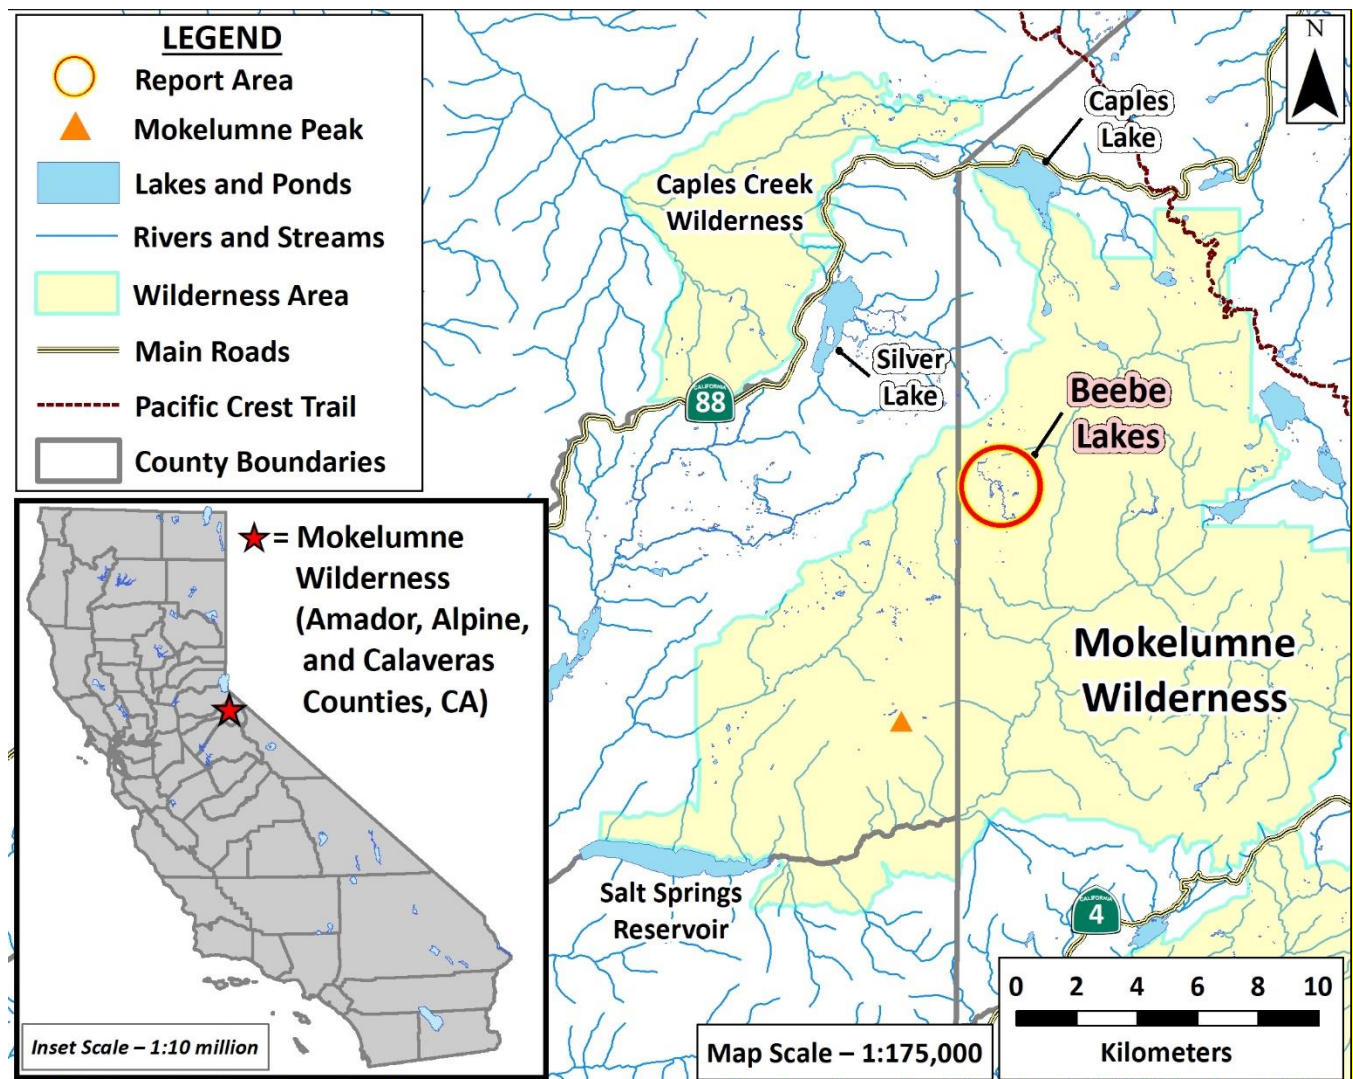 LEGEND
Report Area
Mokelumne Peak
Lakes and Ponds
Rivers and Streams
Wilderness Area
Main Roads
Pacific Crest Trail
County Boundaries
N
Caples
Lake
Caples Creek
Wilderness
Silver
Lake
CALIFORNIA
88
Beebe
Lakes
= Mokelumne
Wilderness
(Amador, Alpine,
and Calaveras
Counties, CA)
Mokelumne
Wilderness
Salt Springs
Reservoir
CALIFORNIA
4
Inset Scale – 1:10 million
Map Scale – 1:175,000
0 2 4 6 8 10
Kilometers